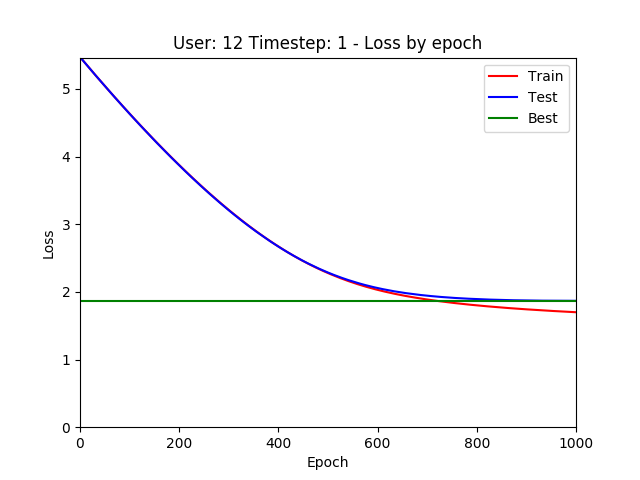 User: 12 Timestep: 1 - Loss by epoch
Train
Test
Best
5
4
3
2
1
0
Loss
0 200 400 600 800 1000
Epoch